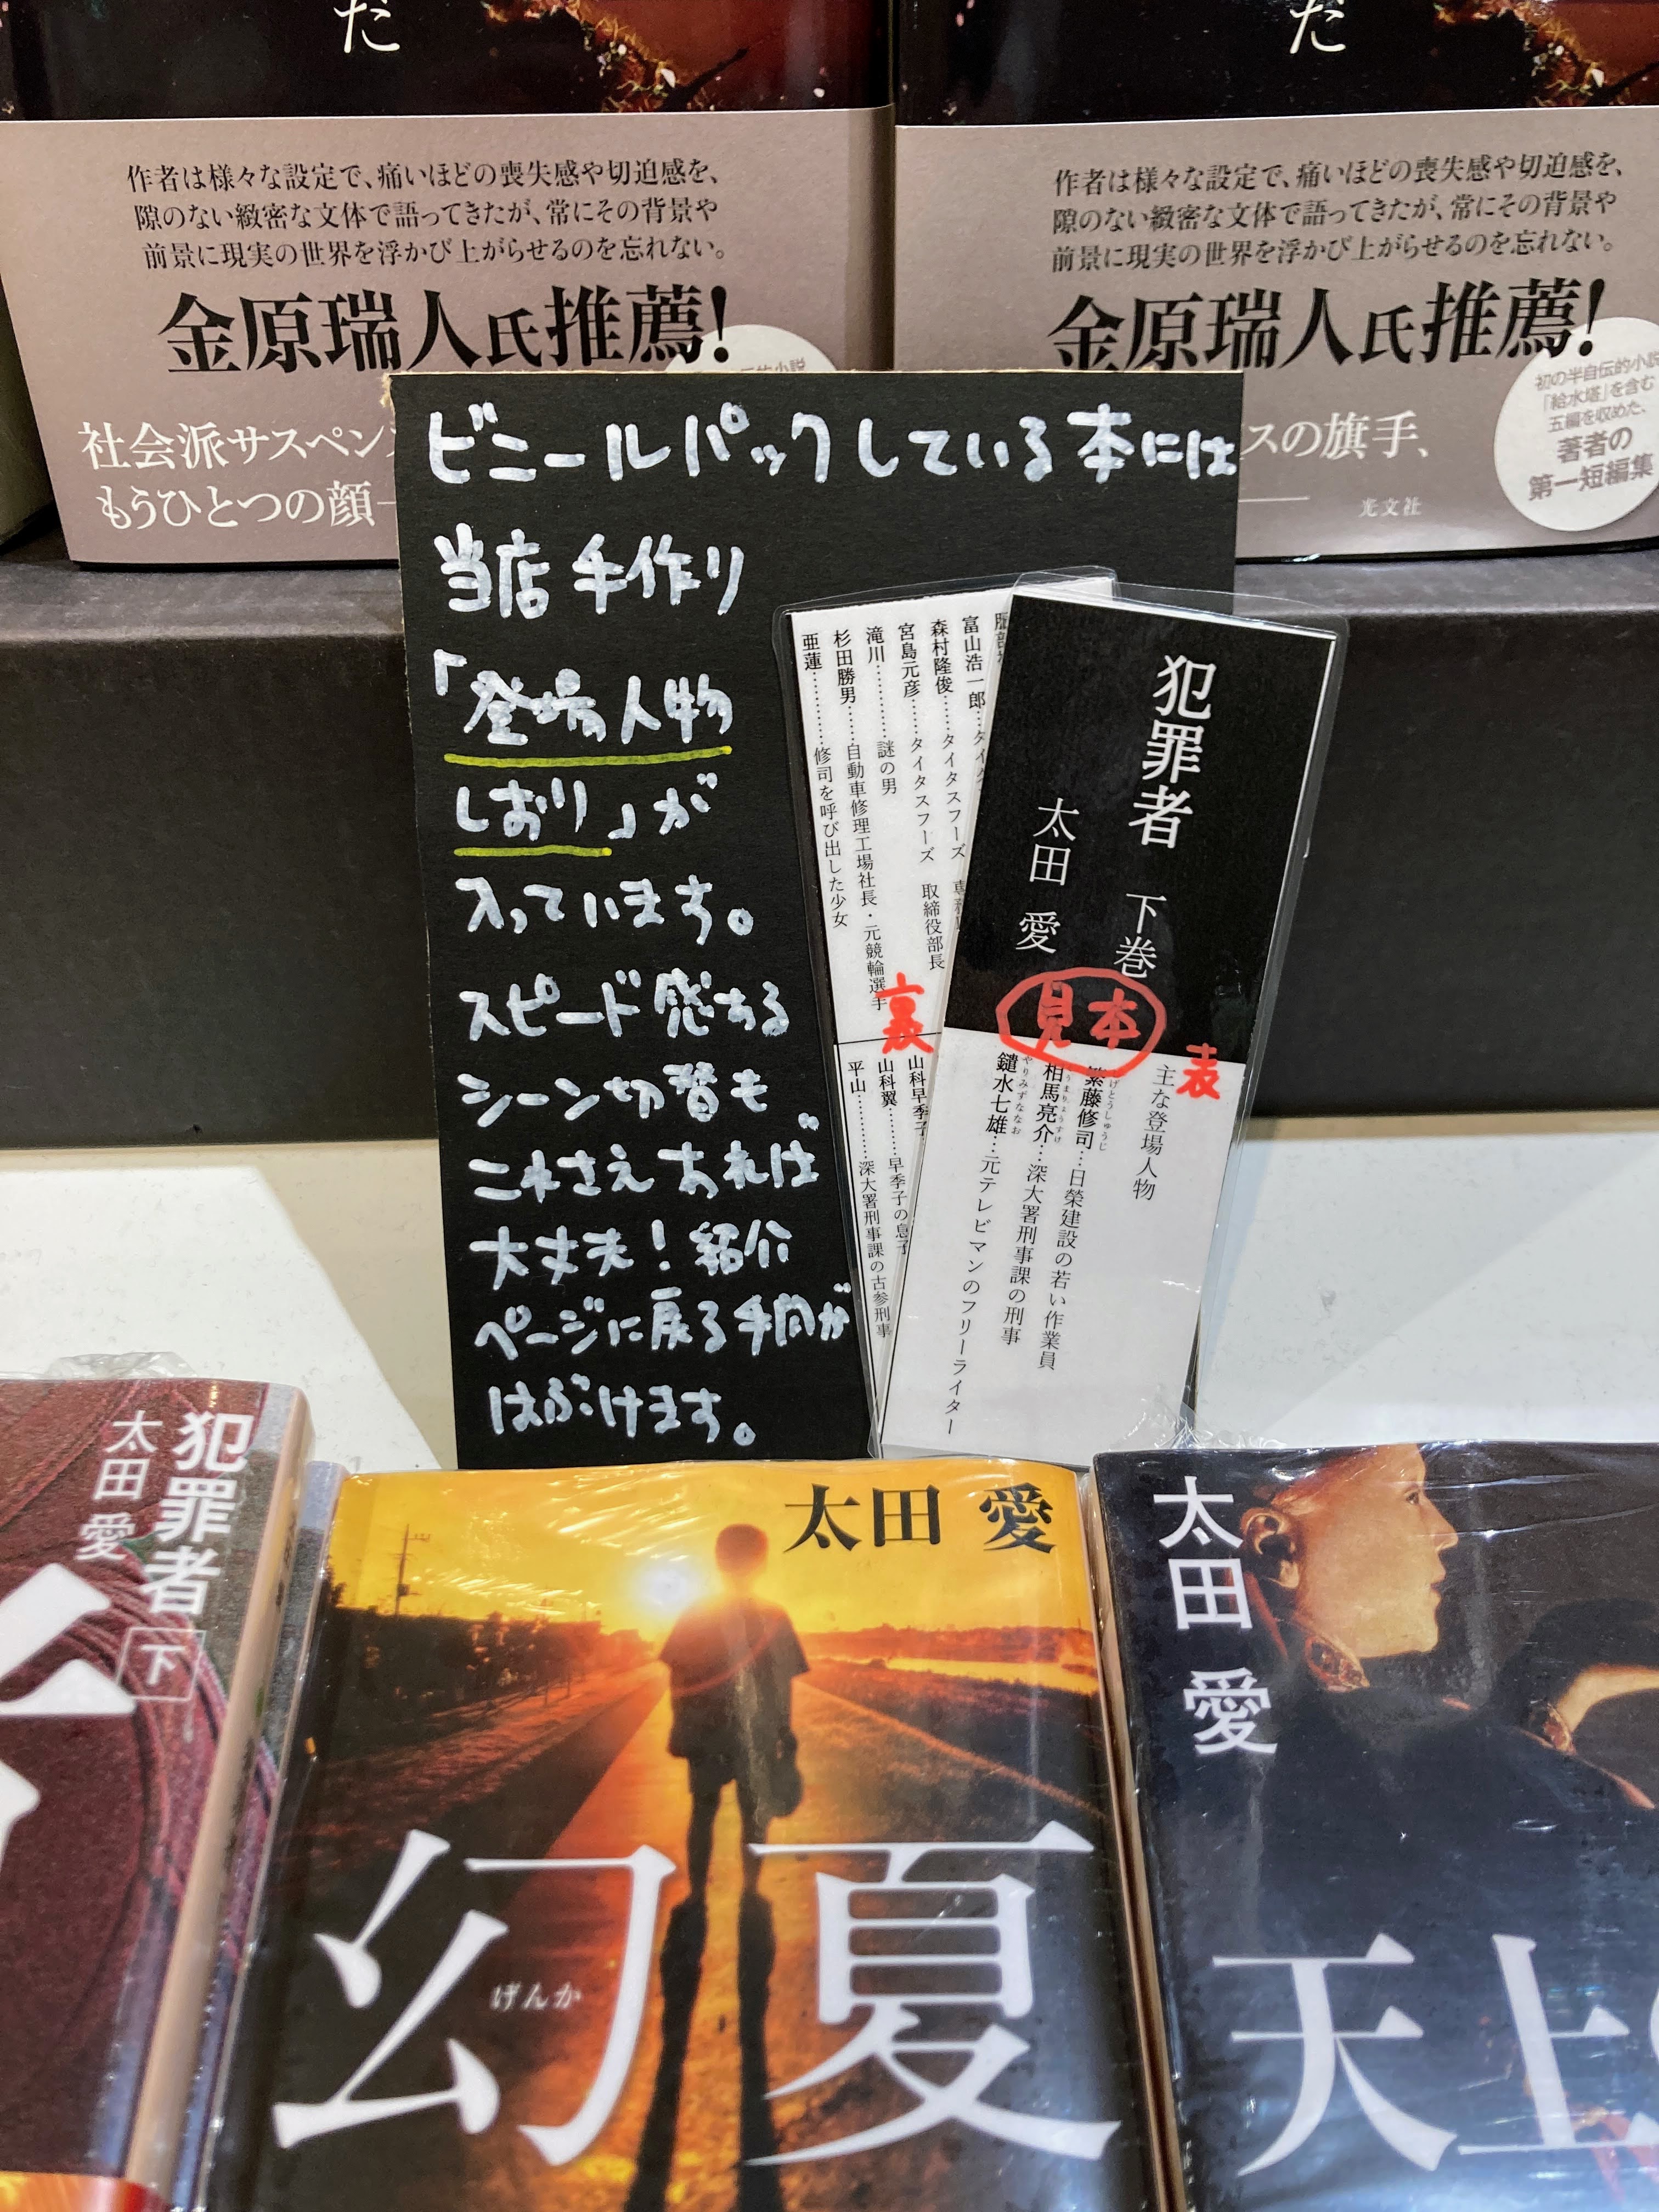 だ
作者は様々な設定で、痛いほどの喪失感や切迫感を、
隙のない緻密な文体で語ってきたが、常にその背景や
前景に現実の世界を浮かび上がらせるのを忘れない。
金原瑞人氏推薦!
社会派サスペン
もうひとつの顔
だ
作者は様々な設定で、痛いほどの喪失感や切迫感を、
隙のない緻密な文体で語ってきたが、常にその背景や
前景に現実の世界を浮かび上がらせるのを忘れない。
金原瑞人氏推薦!
スの旗手、
光文社
初の半自伝的小説
「給水塔」を含む
五編を収めた、
著者の
第一短編集
ビニールパックしている本には
当店手作り
「登場人物
しおり」が
入っています。
スピード感ある
シーン切替も
これさえあれば
大丈夫!紹介
ページに戻る手間が
はぶけます。
犯罪者 下巻
太田 愛
見本
表
主な登場人物
繁藤修司…日榮建設の若い作業員
相馬亮介…深大署刑事課の刑事
うまりょうすけ
鑓水七雄…元テレビマンのフリーライター
やりみずななお
富山浩一郎
森村隆俊……タイタスフーズ
宮島元彦……タイタスフーズ 取締役部長
滝川………謎の男
杉田勝男……自動車修理工場社長・元競輪選手
亜蓮………修司を呼び出した少女
裏
山科早季子
山科翼………早季子の息子
平山………深大署刑事課の古参刑事
犯罪者 下
太田 愛
太田 愛
幻夏
げんか
太田 愛
天上